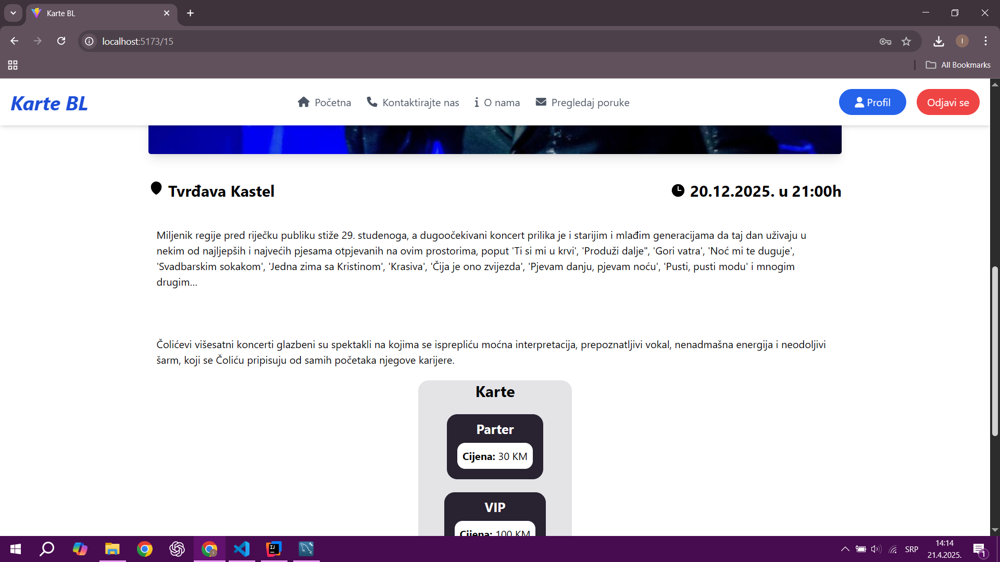 Karte BL
localhost:5173/15
All Bookmarks
Karte BL
Početna
Kontaktirajte nas
O nama
Pregledaj poruke
Profil
Odjavi se
Tvrđava Kastel
20.12.2025. u 21:00h
Miljenik regije pred riječku publiku stiže 29. studenoga, a dugoočekivani koncert prilika je i starijim i mlađim generacijama da taj dan uživaju u
nekim od najljepših i najvećih pjesama otpjevanih na ovim prostorima, poput 'Ti si mi u krvi', 'Produži dalje", 'Gori vatra', 'Noć mi te duguje',
'Svadbarskim sokakom', 'Jedna zima sa Kristinom', 'Krasiva', 'Čija je ono zvijezda', 'Pjevam danju, pjevam noću', 'Pusti, pusti modu' i mnogim
drugim...
Čolićevi višesatni koncerti glazbeni su spektakli na kojima se isprepliću moćna interpretacija, prepoznatljivi vokal, nenadmašna energija i neodoljivi
šarm, koji se Čoliću pripisuju od samih početaka njegove karijere.
Karte
Parter
Cijena: 30 KM
VIP
Cijena: 100 KM
SRP
14:14
21.4.2025.
1